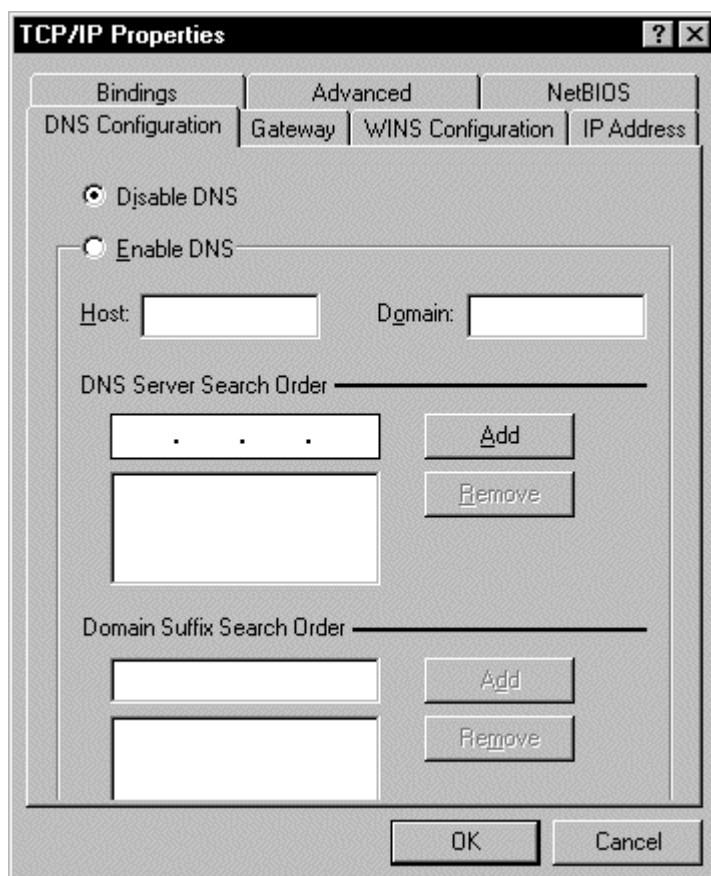 TCP/IP Properties
Bindings Advanced NetBIOS
DNS Configuration Gateway WINS Configuration IP Address
Disable DNS
Enable DNS
Host: Domain:
DNS Server Search Order
. . . Add
Remove
Domain Suffix Search Order
Add
Remove
OK Cancel